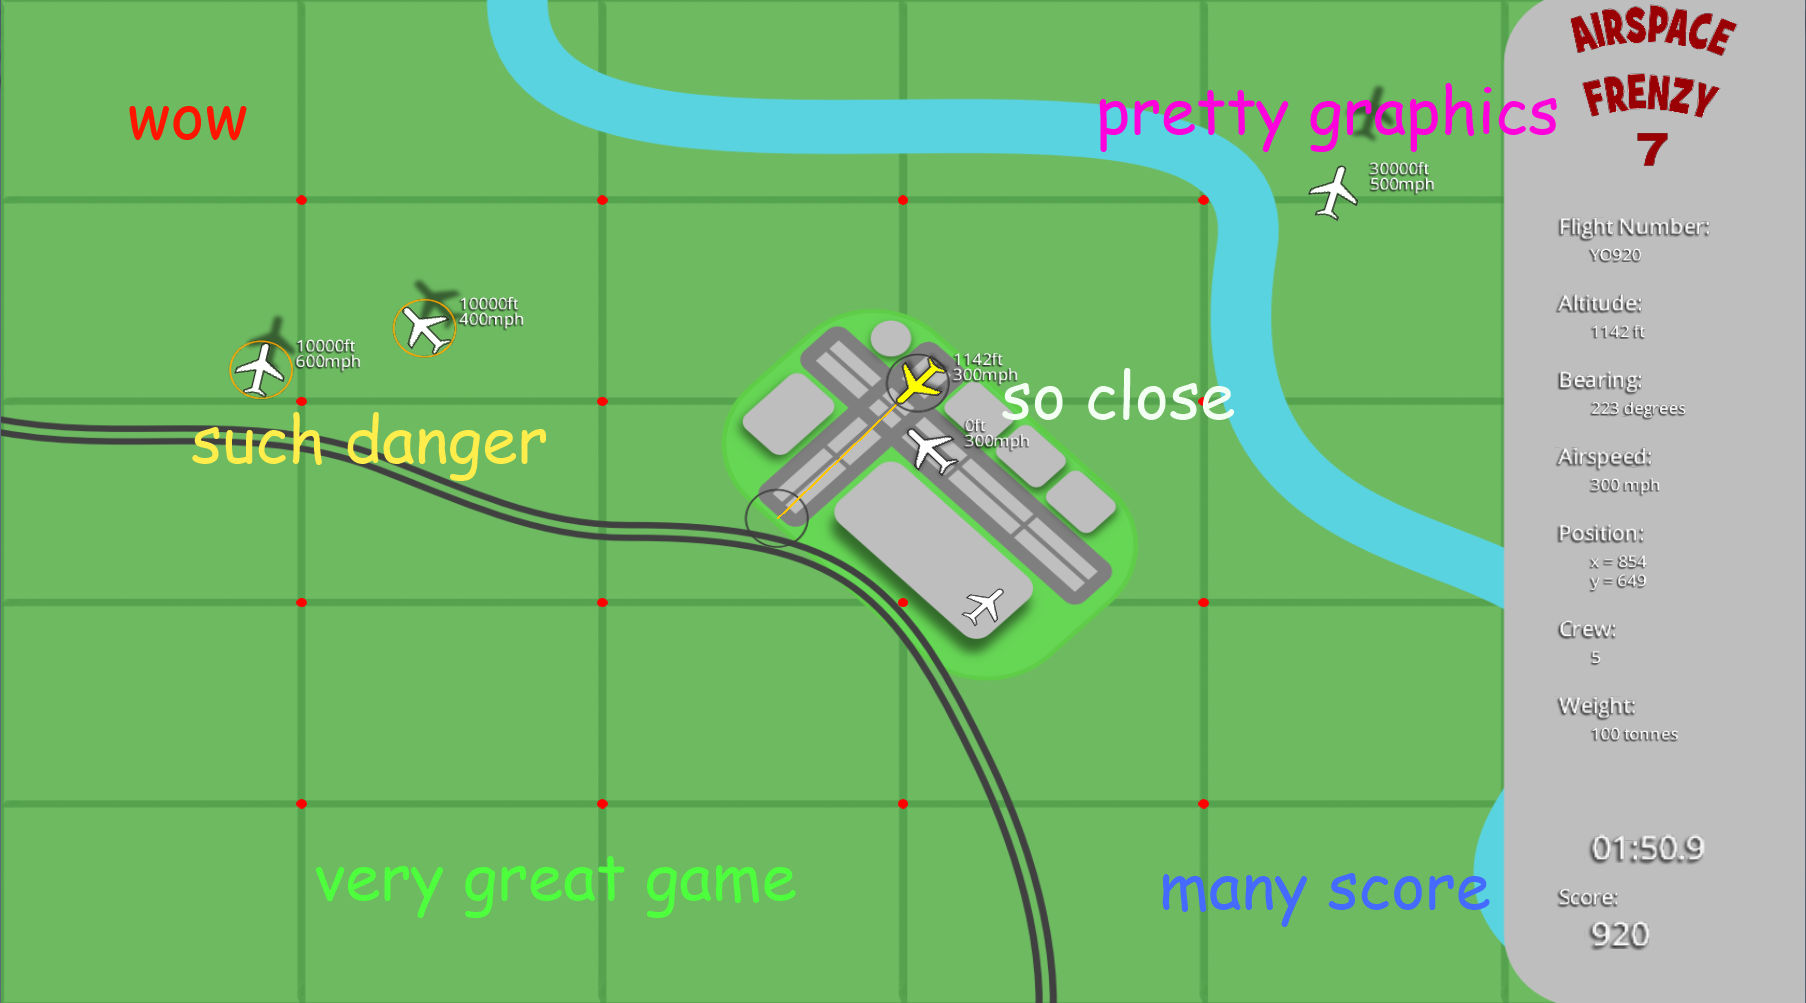 AIRSPACE
FRENZY
7
wow
pretty graphics
30000ft
500mph
Flight Number:
YO920
Altitude:
1142 ft
Bearing:
223 degrees
Airspeed:
300 mph
Position:
x = 854
y = 649
Crew:
5
Weight:
100 tonnes
01:50.9
Score:
920
10000ft
400mph
10000ft
600mph
1142ft
300mph
so close
0ft
300mph
such danger
very great game
many score